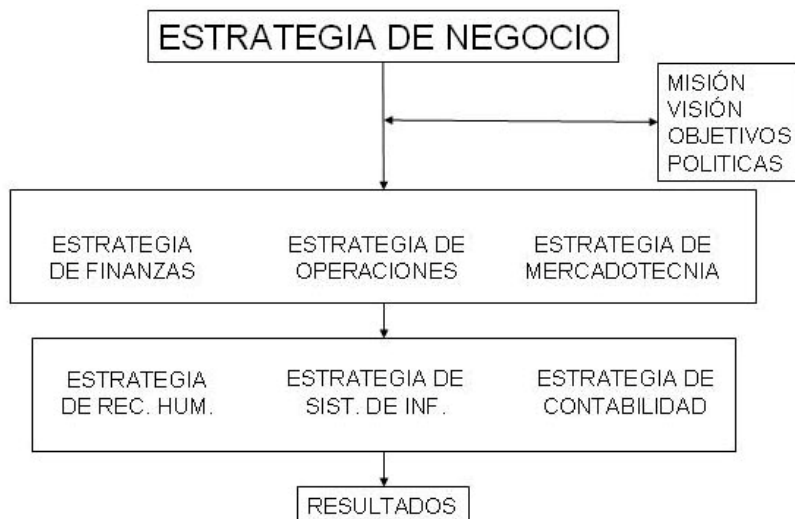 ESTRATEGIA DE NEGOCIO
MISIÓN
VISIÓN
OBJETIVOS
POLITICAS
ESTRATEGIA
DE FINANZAS
ESTRATEGIA DE
OPERACIONES
ESTRATEGIA DE
MERCADOTECNIA
ESTRATEGIA
DE REC. HUM.
ESTRATEGIA DE
SIST. DE INF.
ESTRATEGIA DE
CONTABILIDAD
RESULTADOS